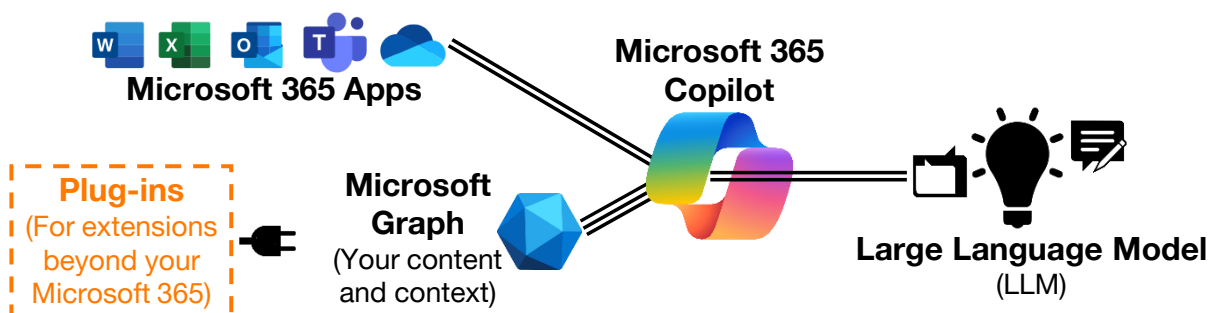 W X O T
Microsoft 365 Apps
Microsoft 365
Copilot
Plug-ins
(For extensions
beyond your
Microsoft 365)
Microsoft
Graph
(Your content
and context)
Large Language Model
(LLM)